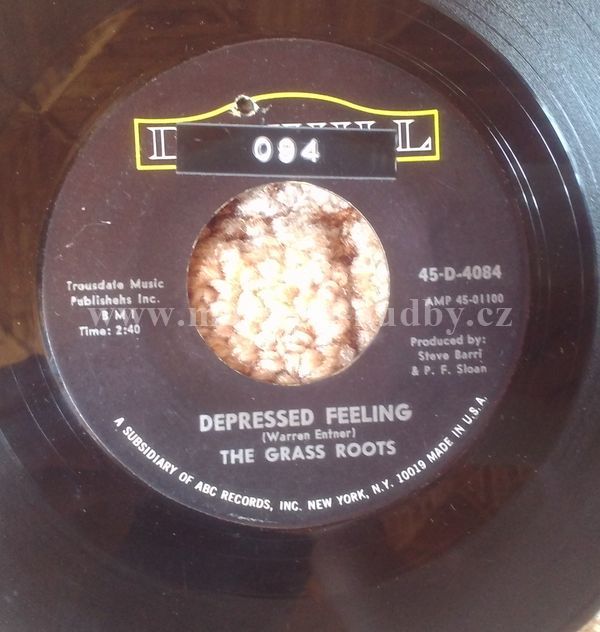 094
45-D-4084
AMP 45-01100
Trousdale Music
Publishehs Inc.
B/M
Time: 2:40
Produced by:
Steve Barri
& P. F. Sloan
DEPRESSED FEELING
(Warren Entner)
THE GRASS ROOTS
A SUBSIDIARY OF ABC RECORDS, INC. NEW YORK, N.Y. 10019 MADE IN U.S.A.